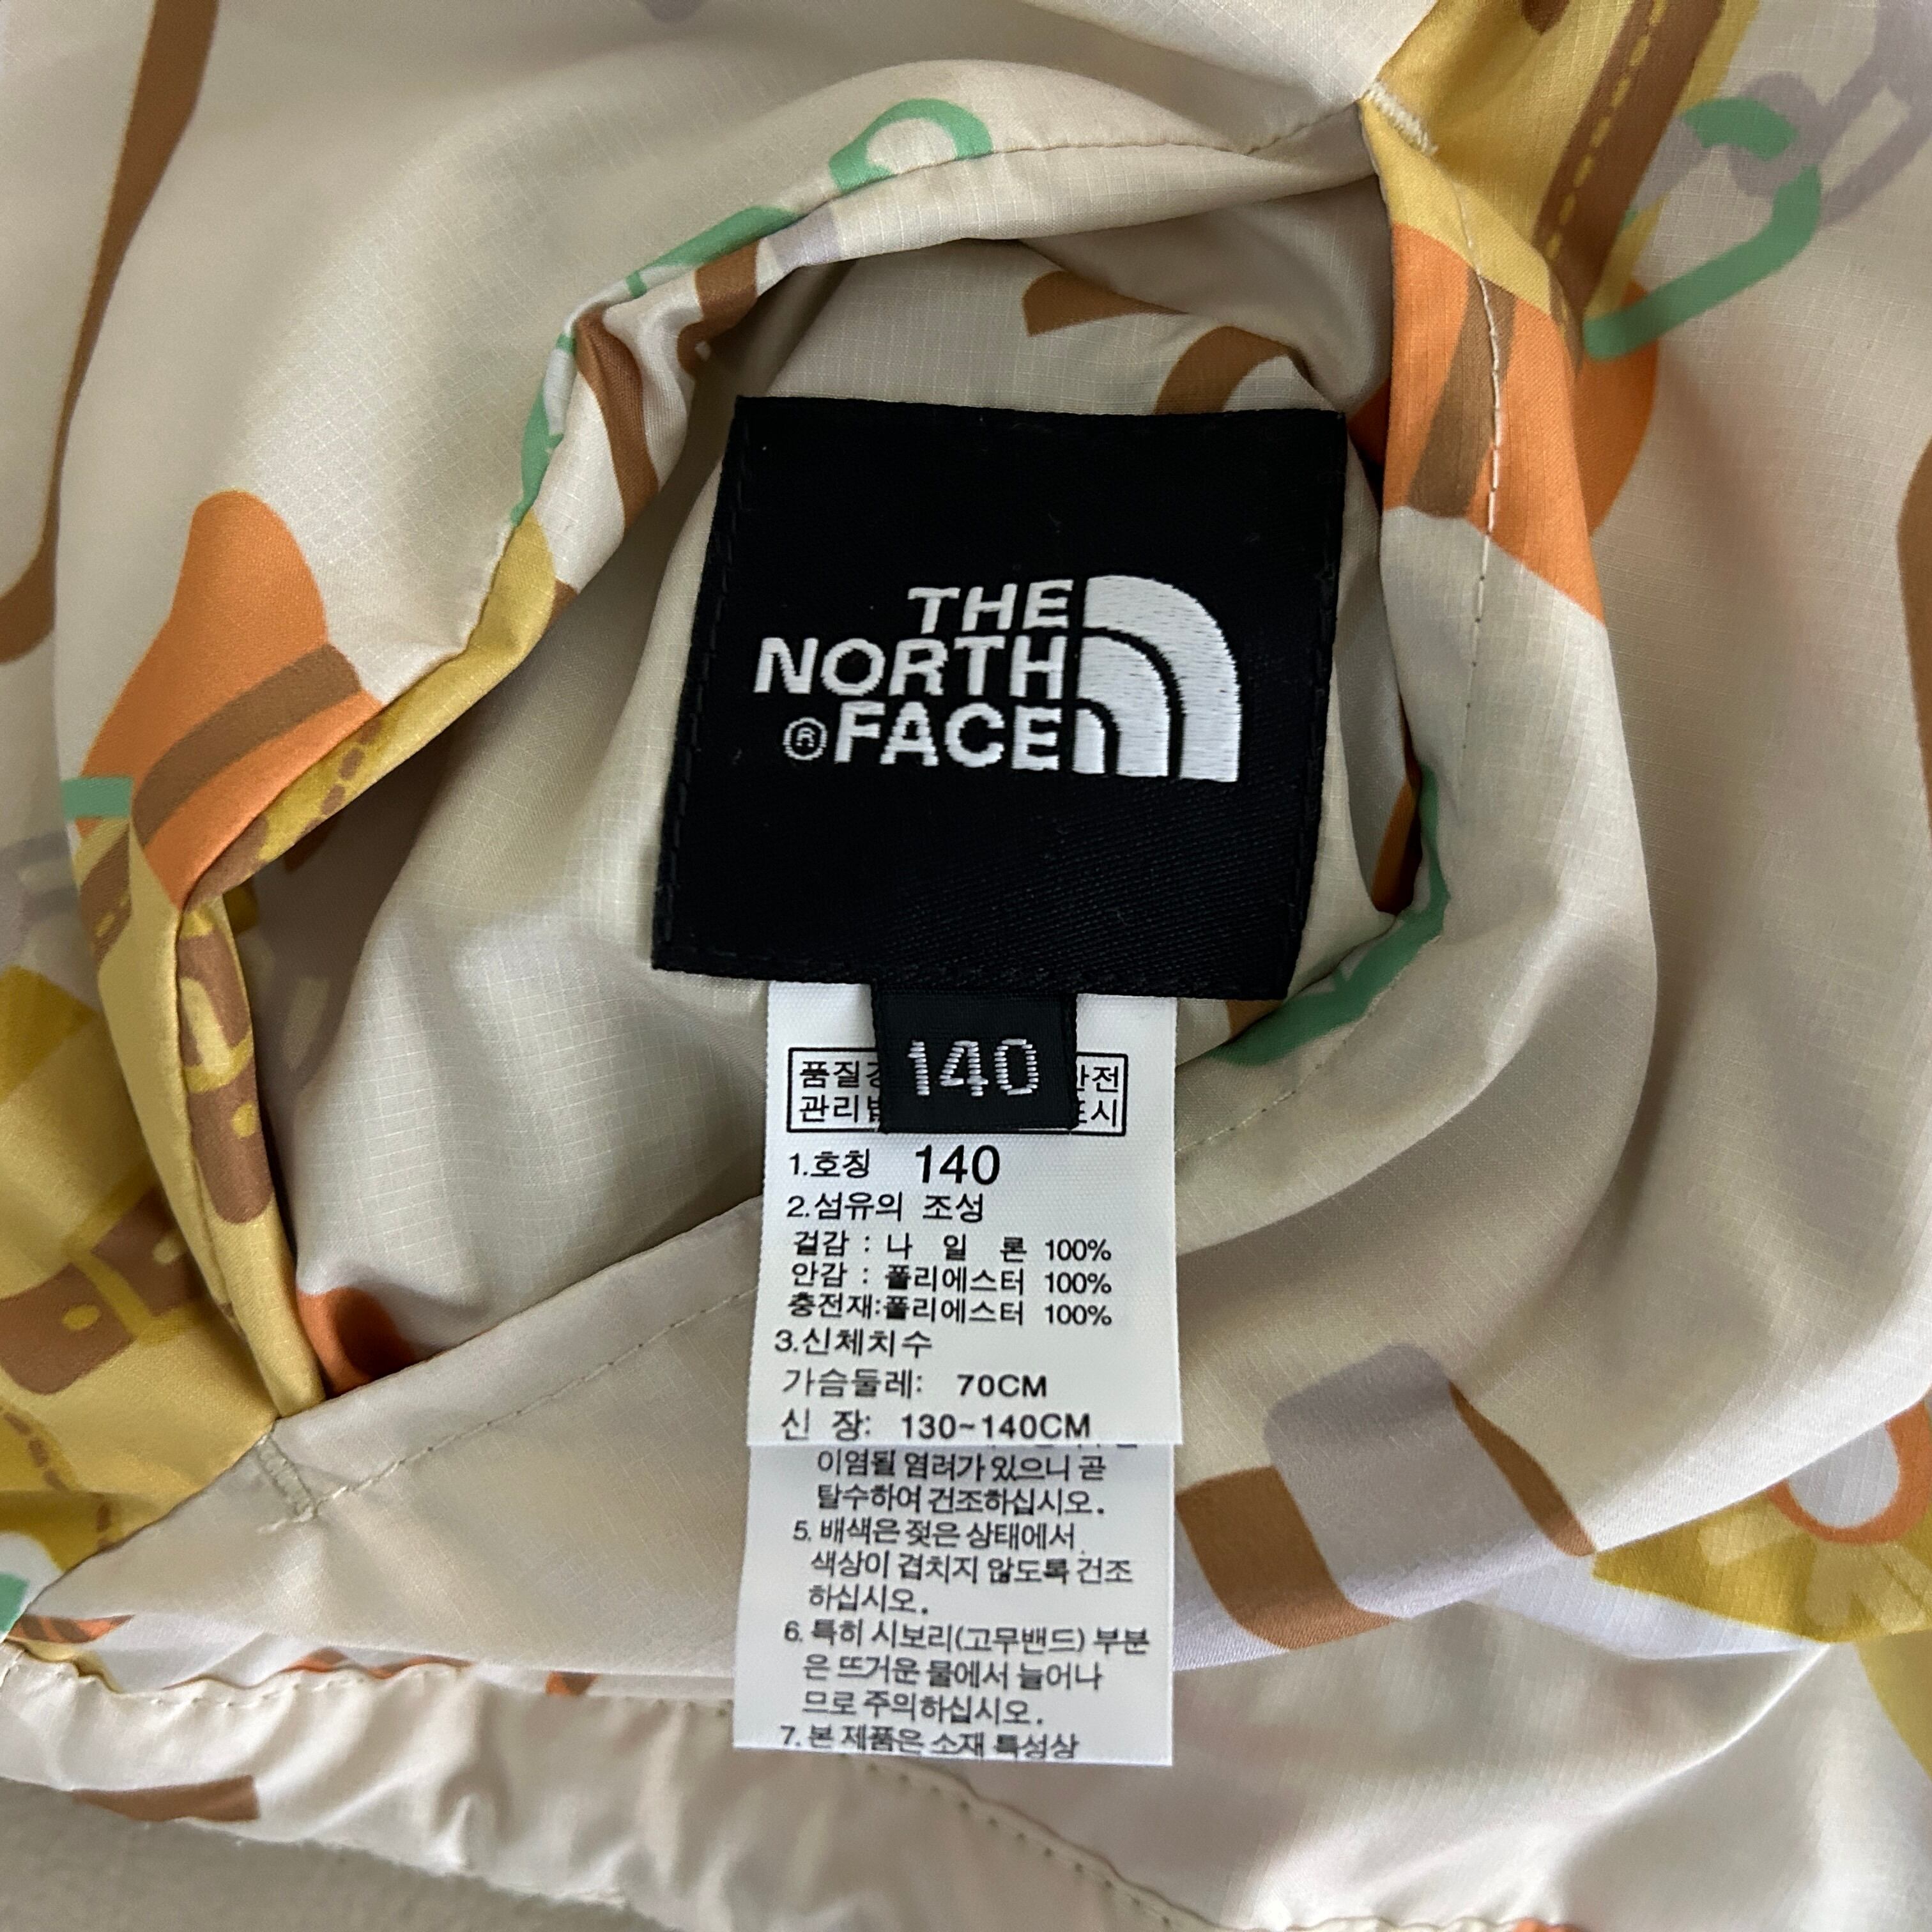 THE
NORTH
®FACE
140
품질 안전
관리법 표시
1.호칭 140
2.섬유의 조성
겉감 : 나 일 론 100%
안감 : 폴리에스터 100%
충전재:폴리에스터 100%
3.신체치수
가슴둘레: 70CM
신 장: 130~140CM
이염될 염려가 있으니 곧
탈수하여 건조하십시오.
5. 배색은 젖은 상태에서
색상이 겹치지 않도록 건조
하십시오.
6. 특히 시보리(고무밴드) 부분
은 뜨거운 물에서 늘어나
므로 주의하십시오.
7. 본 제품은 소재 특성상